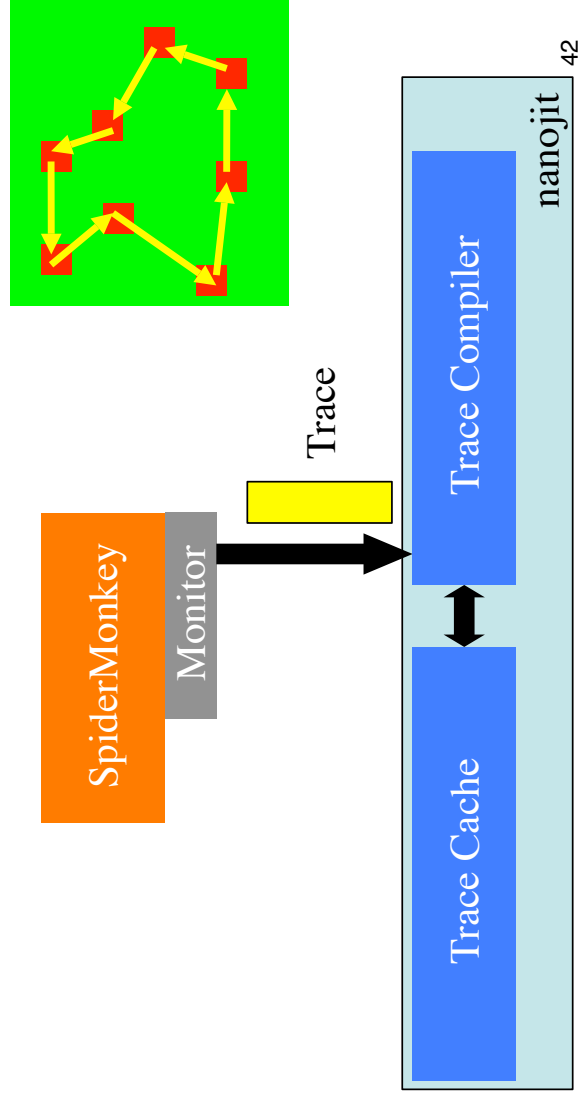 SpiderMonkey
Monitor
Trace
Trace Cache
Trace Compiler
nanojit
42